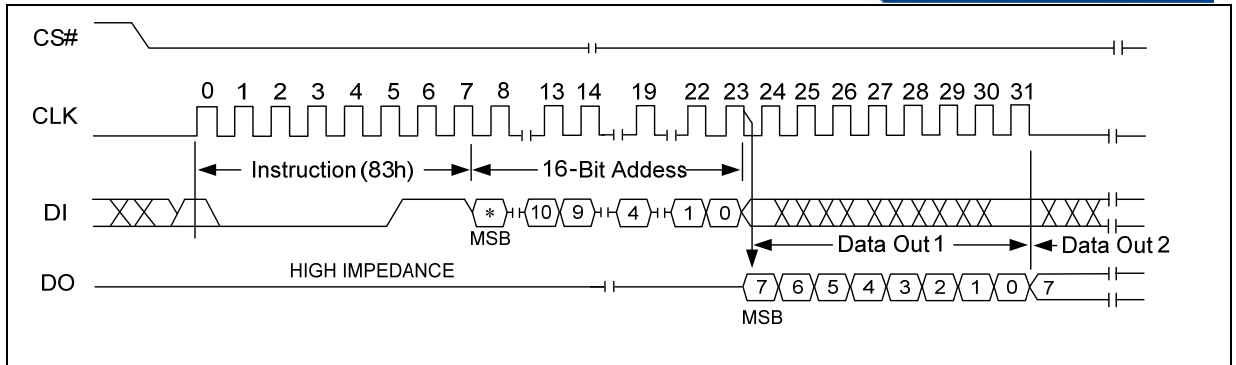 CS#
0 1 2 3 4 5 6 7 8 13 14 19 22 23 24 25 26 27 28 29 30 31
CLK
Instruction (83h) 16-Bit Addess
DI * 10 9 4 1 0
MSB
Data Out 1 Data Out 2
HIGH IMPEDANCE
DO 7 6 5 4 3 2 1 0 7
MSB